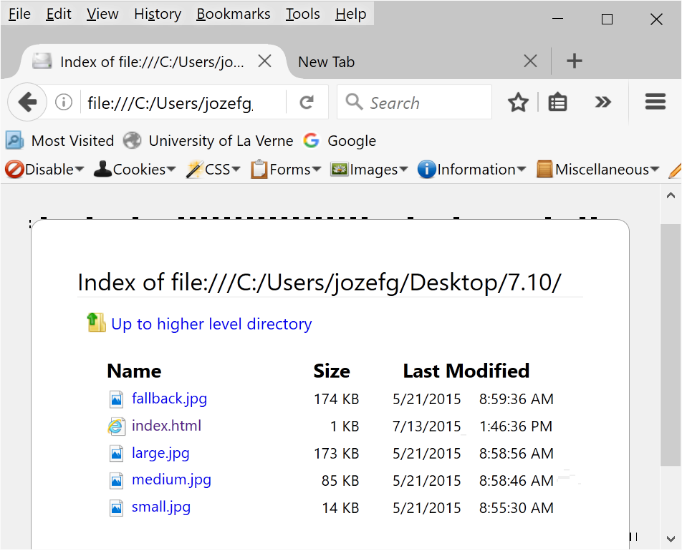 File Edit View History Bookmarks Tools Help
Index of file:///C:/Users/jo... New Tab
file:///C:/Users/jozefg, Search
Most Visited University of La Verne Google
Disable Cookies CSS Forms Images Information Miscellaneous
Index of file:///C:/Users/jozefg/Desktop/7.10/
Up to higher level directory
Name Size Last Modified
fallback.jpg 174 KB 5/21/2015 8:59:36 AM
index.html 1 KB 7/13/2015 1:46:36 PM
large.jpg 173 KB 5/21/2015 8:58:56 AM
medium.jpg 85 KB 5/21/2015 8:58:46 AM
small.jpg 14 KB 5/21/2015 8:55:30 AM